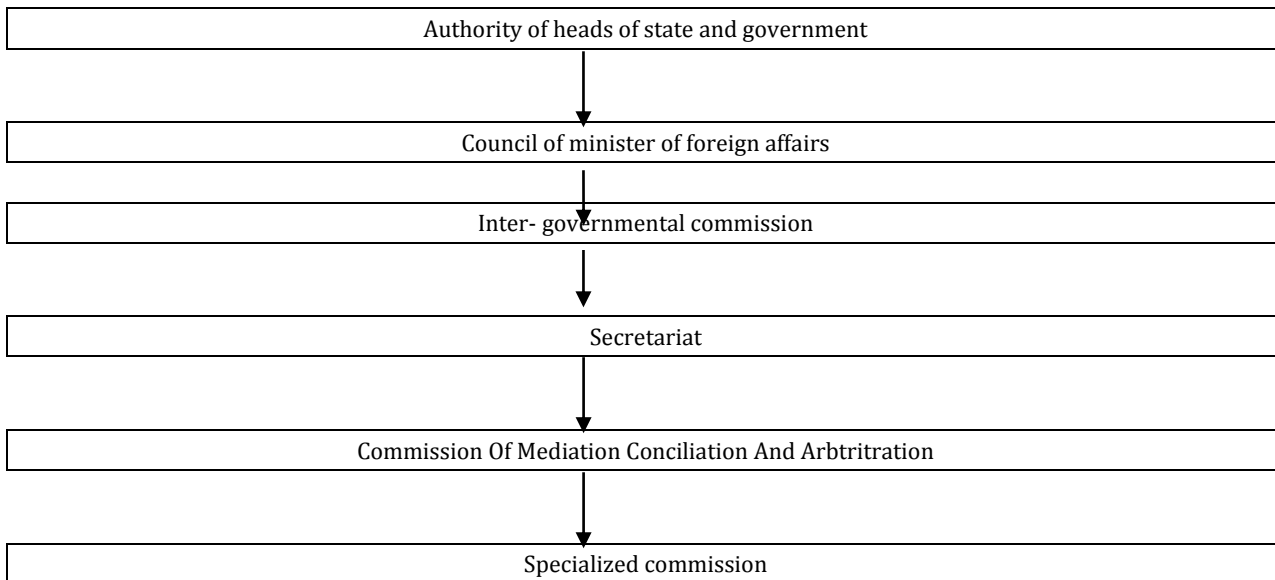 Authority of heads of state and government
Council of minister of foreign affairs
Inter- governmental commission
Secretariat
Commission Of Mediation Conciliation And Arbtritration
Specialized commission